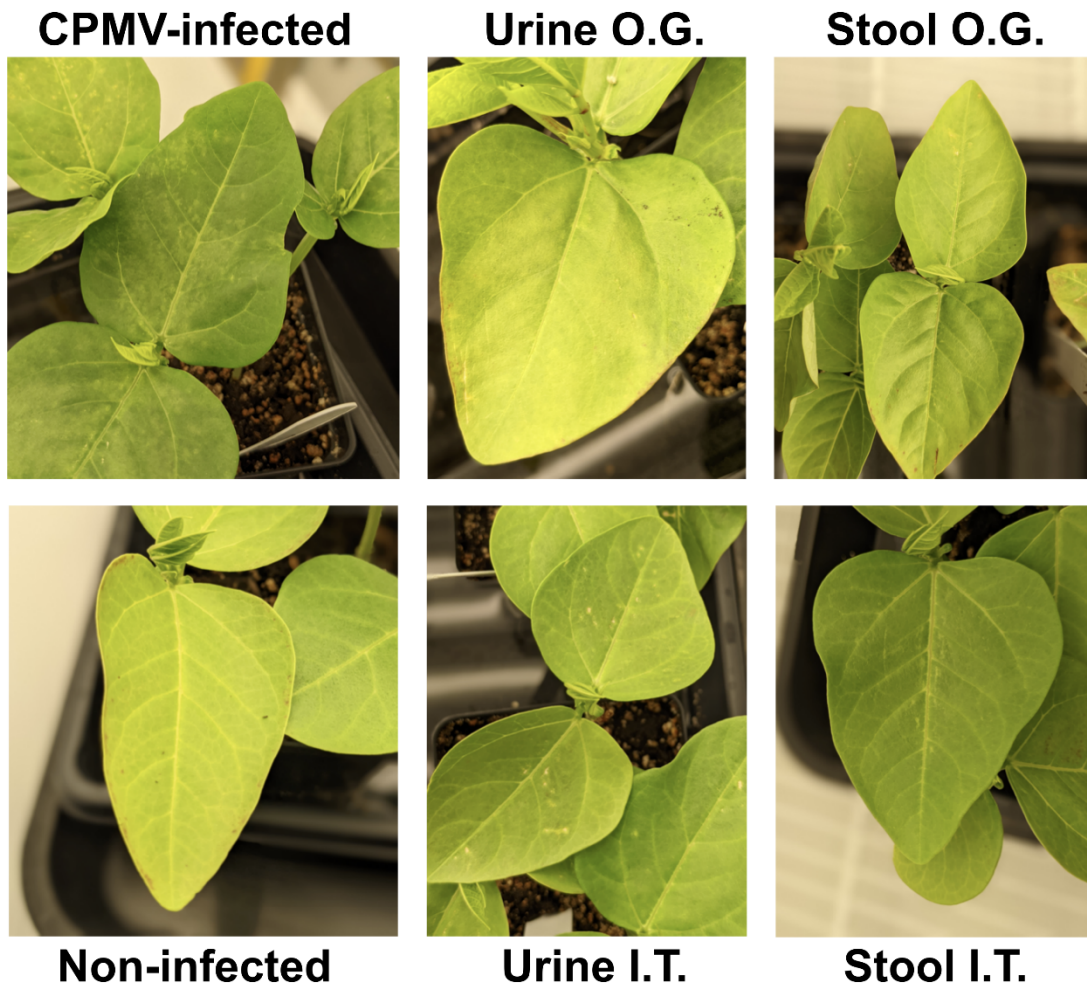 CPMV-infected
Urine O.G.
Stool O.G.
Non-infected
Urine I.T.
Stool I.T.